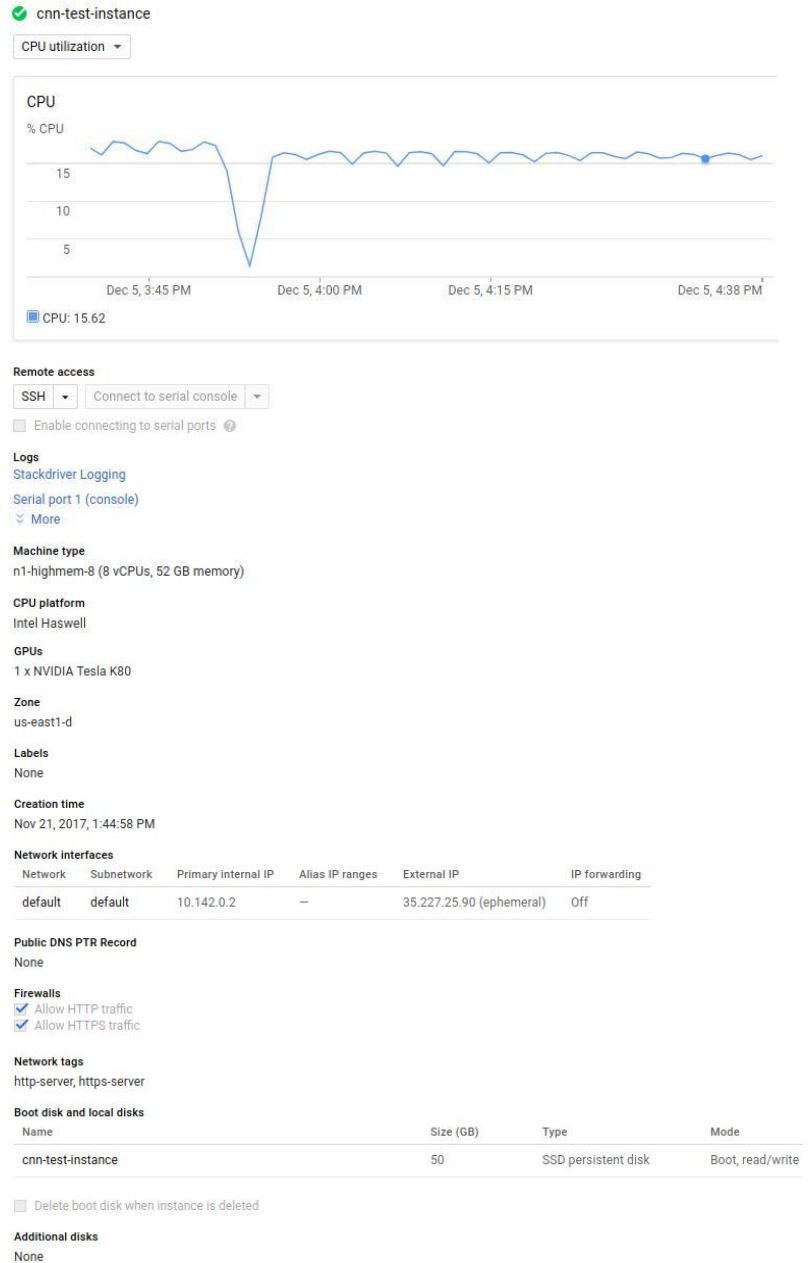 cnn-test-instance
CPU utilization
CPU
% CPU
15
10
5
Dec 5, 3:45 PM Dec 5, 4:00 PM Dec 5, 4:15 PM Dec 5, 4:38 PM
CPU: 15.62
Remote access
SSH Connect to serial console
Enable connecting to serial ports ?
Logs
Stackdriver Logging
Serial port 1 (console)
More
Machine type
n1-highmem-8 (8 vCPUs, 52 GB memory)
CPU platform
Intel Haswell
GPUs
1 x NVIDIA Tesla K80
Zone
us-east1-d
Labels
None
Creation time
Nov 21, 2017, 1:44:58 PM
Network interfaces
Network Subnetwork Primary internal IP Alias IP ranges External IP IP forwarding
default default 10.142.0.2 — 35.227.25.90 (ephemeral) Off
Public DNS PTR Record
None
Firewalls
Allow HTTP traffic
Allow HTTPS traffic
Network tags
http-server, https-server
Boot disk and local disks
Name Size (GB) Type Mode
cnn-test-instance 50 SSD persistent disk Boot, read/write
Delete boot disk when instance is deleted
Additional disks
None